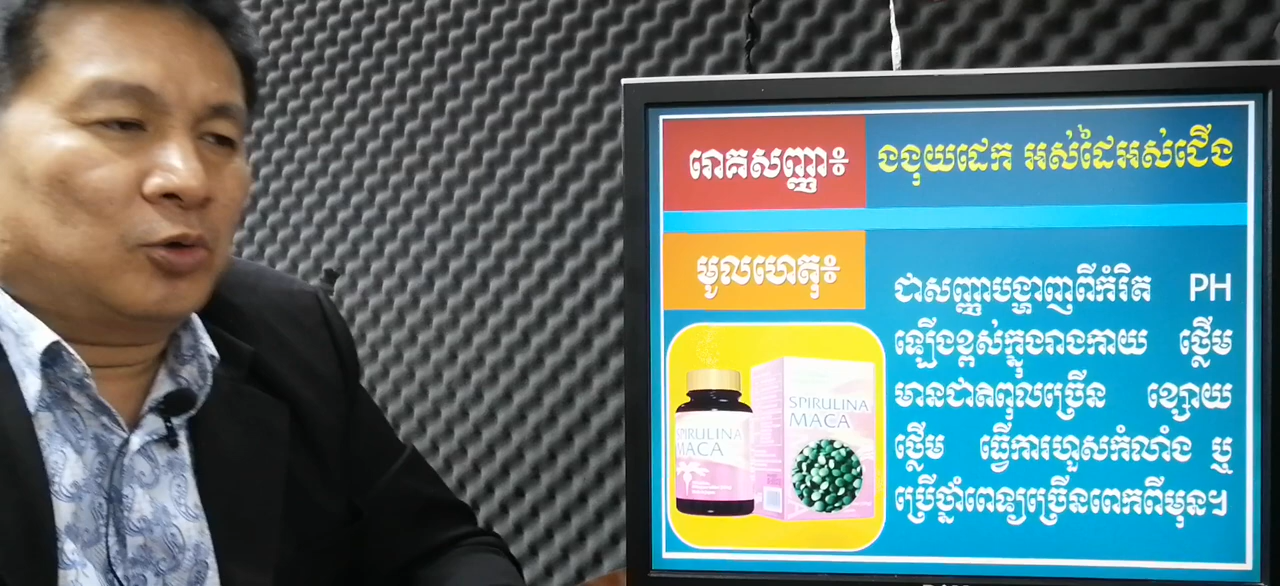 រោគសញ្ញា៖
ងងុយដេក អស់ដៃអស់ជើង
មូលហេតុ៖
ជាសញ្ញាបង្ហាញពីកំរិត PH
ឡើងខ្ពស់ក្នុងរាងកាយ ថ្លើម
មានជាតិពុលច្រើន ខ្សោយ
ថ្លើម ធ្វើការហួសកំលាំង ឬ
ប្រើថ្នាំពេទ្យច្រើនពេកពីមុន។
SPIRULINA
MACA
SPIRULINA
MACA